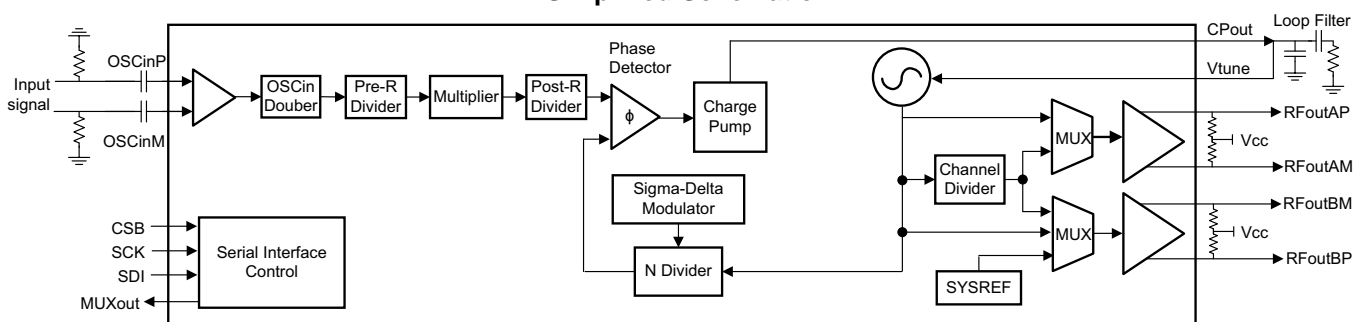 CPout
Loop Filter
OSCinP
Phase
Detector
Vtune
Input
signal
OSCin
Douber
Pre-R
Divider
Multiplier
Post-R
Divider
ϕ
Charge
Pump
OSCinM
MUX
RFoutAP
Vcc
RFoutAM
Channel
Divider
Sigma-Delta
Modulator
MUX
RFoutBM
Vcc
RFoutBP
CSB
SCK
SDI
MUXout
Serial Interface
Control
N Divider
SYSREF